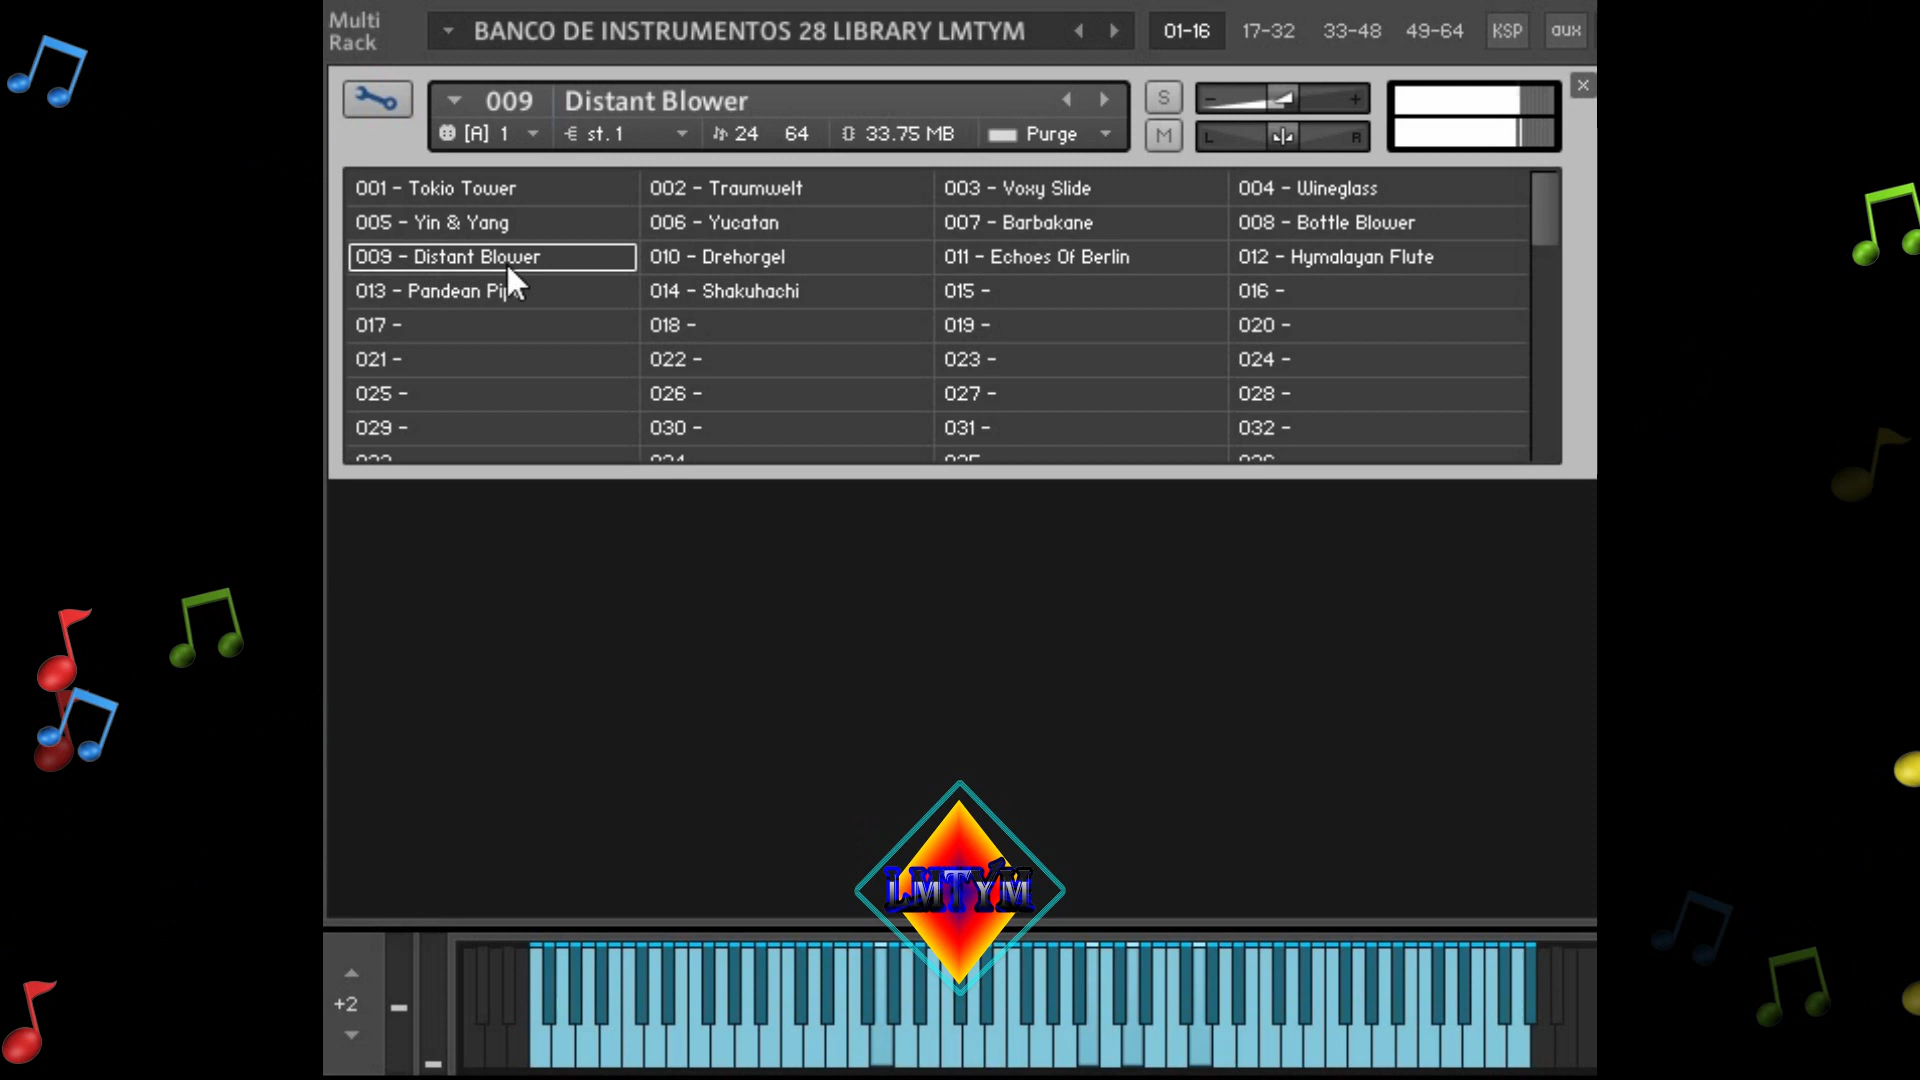 Multi
Rack
BANCO DE INSTRUMENTOS 28 LIBRARY LMTYM
01-16 17-32 33-48 49-64 KSP aux
009 Distant Blower
[A] 1 st. 1 24 64 33.75 MB Purge
S
M
- +
L R
001 - Tokio Tower 002 - Traumwelt 003 - Voxy Slide 004 - Wineglass
005 - Yin & Yang 006 - Yucatan 007 - Barbakane 008 - Bottle Blower
009 - Distant Blower 010 - Drehorgel 011 - Echoes Of Berlin 012 - Hymalayan Flute
013 - Pandean 014 - Shakuhachi 015 - 016 -
017 - 018 - 019 - 020 -
021 - 022 - 023 - 024 -
025 - 026 - 027 - 028 -
029 - 030 - 031 - 032 -
LMTYM
+2